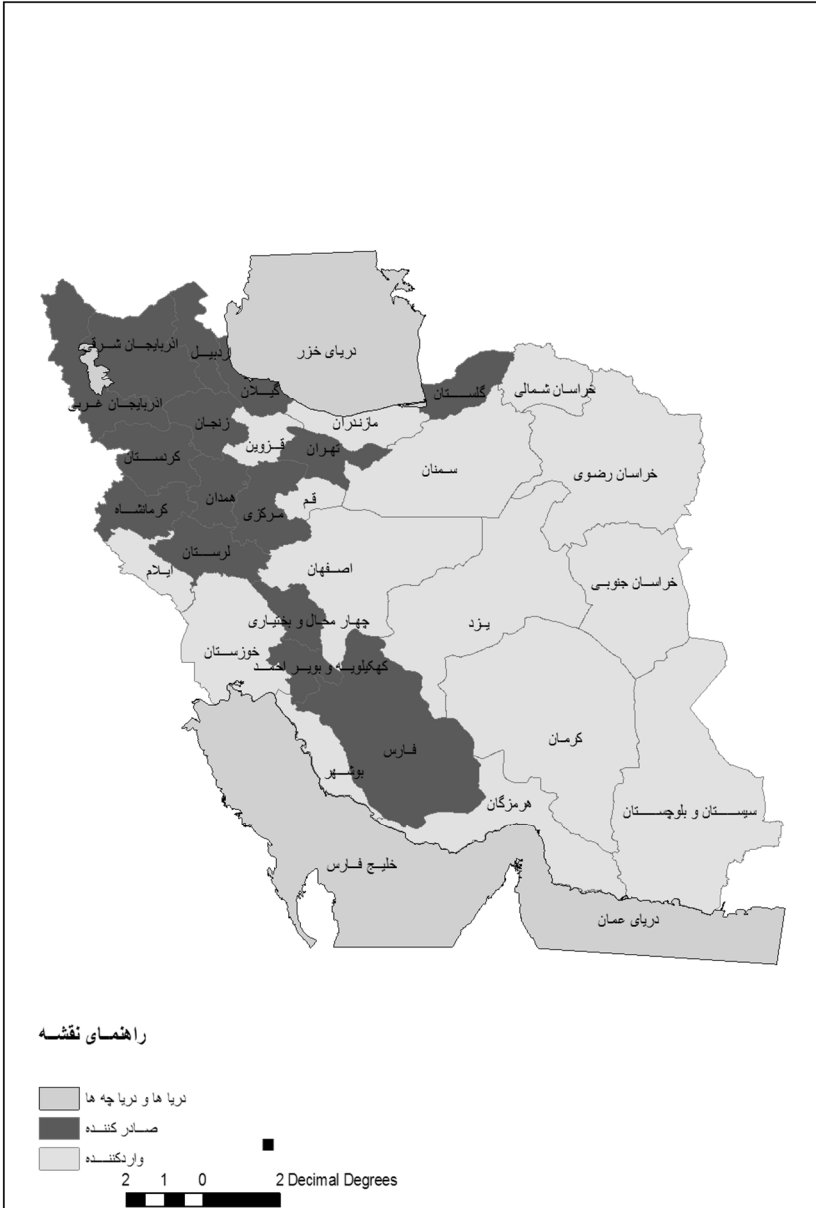 دریای خزر
آذربایجان شرقی
اردبیل
گیلان
گلستان
خراسان شمالی
آذربایجان غربی
زنجان
مازندران
قزوین
تهران
کردستان
سمنان
خراسان رضوی
همدان
قم
کرمانشاه
مرکزی
لرستان
ایلام
اصفهان
خراسان جنوبی
چهار محال و بختیاری
یزد
خوزستان
کهکیلویه و بویر احمد
فارس
کرمان
بوشهر
هرمزگان
سیستان و بلوچستان
خلیج فارس
دریای عمان
راهنمای نقشه
دریا ها و دریا چه ها
صادر کننده
واردکننده
2 1 0 2 Decimal Degrees